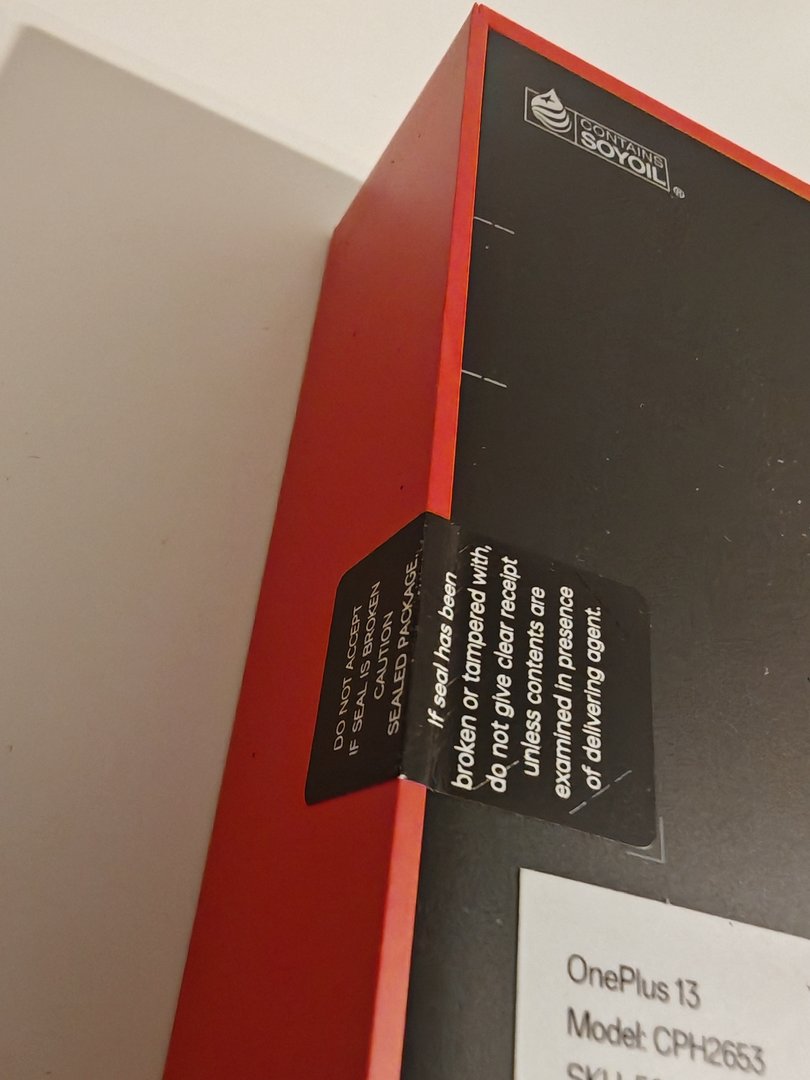 CONTAINS
SOYOIL
®
DO NOT ACCEPT
IF SEAL IS BROKEN
CAUTION
SEALED PACKAGE.
If seal has been
broken or tampered with,
do not give clear receipt
unless contents are
examined in presence
of delivering agent.
OnePlus 13
Model: CPH2653
SKU: